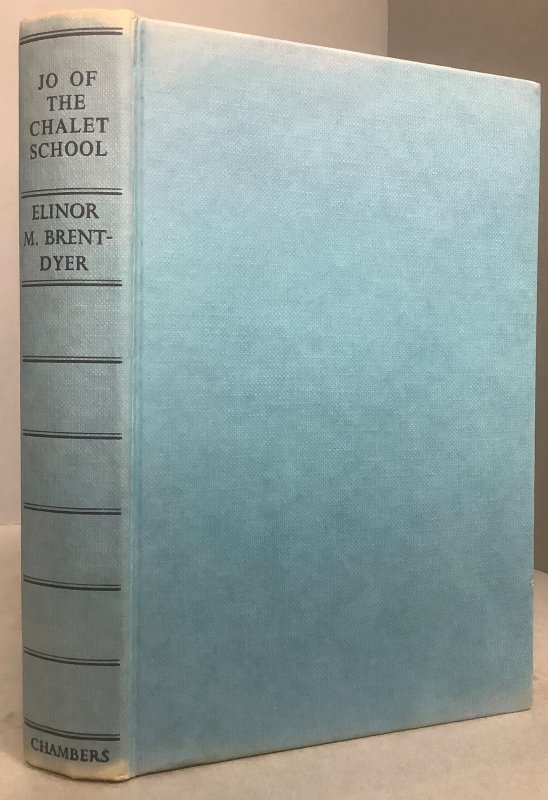 JO OF
THE
CHALET
SCHOOL
ELINOR
M. BRENT-
DYER
CHAMBERS